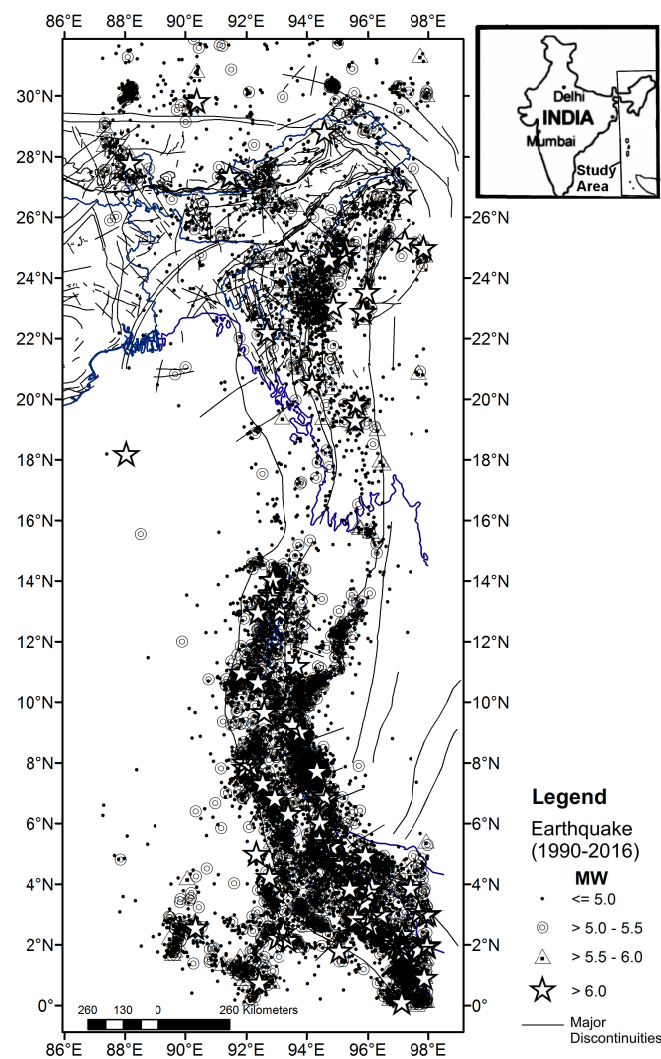 86°E 88°E 90°E 92°E 94°E 96°E 98°E
30°N
28°N
26°N
24°N
22°N
20°N
18°N
16°N
14°N
12°N
10°N
8°N
6°N
4°N
2°N
0°
Delhi
INDIA
Mumbai
Study
Area
26°N
24°N
22°N
20°N
18°N
16°N
14°N
12°N
10°N
8°N
6°N
4°N
2°N
0°
Legend
Earthquake
(1990-2016)
MW
<= 5.0
> 5.0 - 5.5
> 5.5 - 6.0
> 6.0
Major
Discontinuities
260 130 0 260 Kilometers
86°E 88°E 90°E 92°E 94°E 96°E 98°E